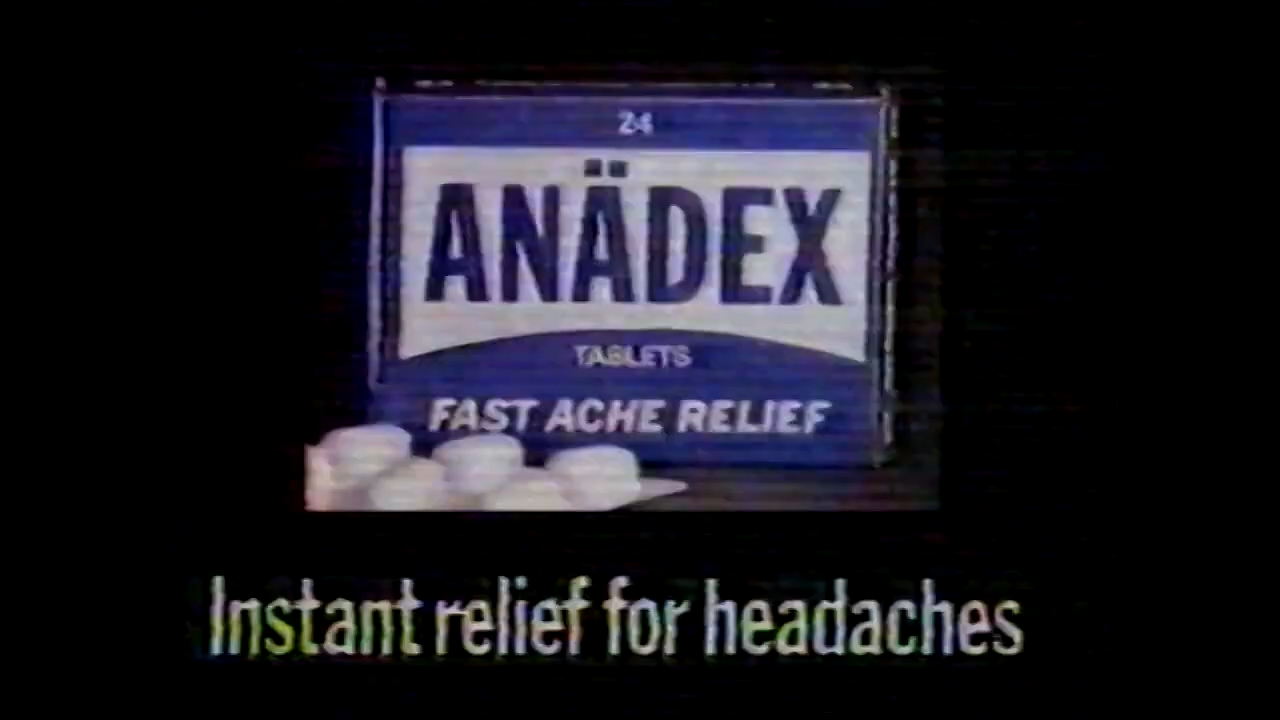 24
ANÄDEX
TABLETS
FAST ACHE RELIEF
Instant relief for headaches